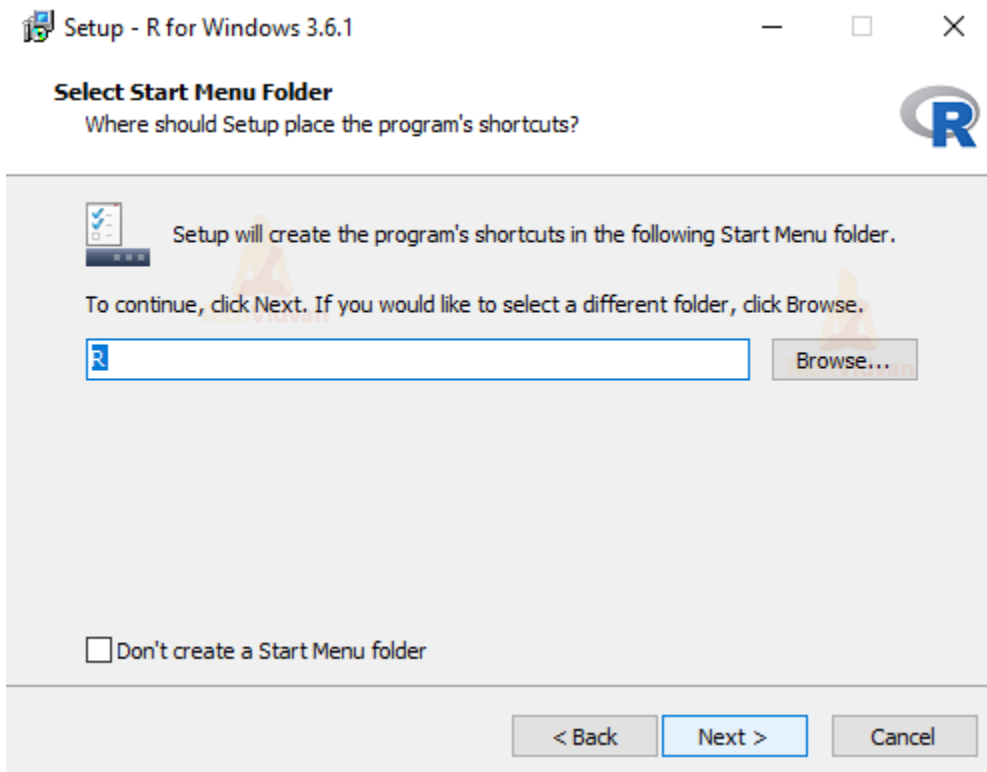 Setup - R for Windows 3.6.1
Select Start Menu Folder
Where should Setup place the program's shortcuts?
R
Setup will create the program's shortcuts in the following Start Menu folder.
To continue, click Next. If you would like to select a different folder, click Browse.
TechVidvan
R
Browse...
TechVidvan
Don't create a Start Menu folder
< Back
Next >
Cancel